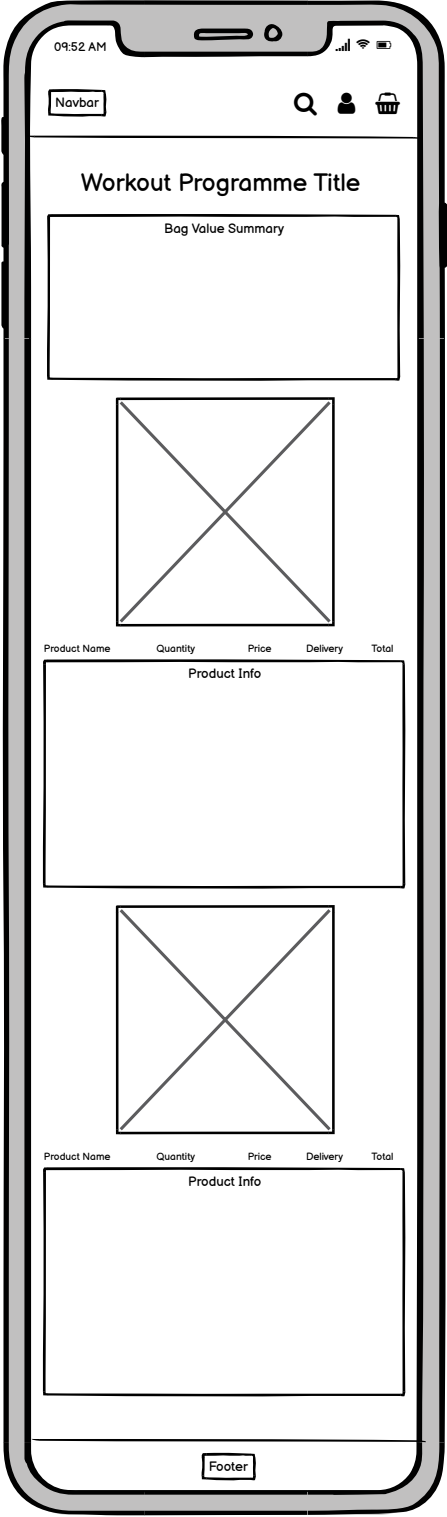 09:52 AM
Navbar
Workout Programme Title
Bag Value Summary
Product Name Quantity Price Delivery Total
Product Info
Product Name Quantity Price Delivery Total
Product Info
Footer